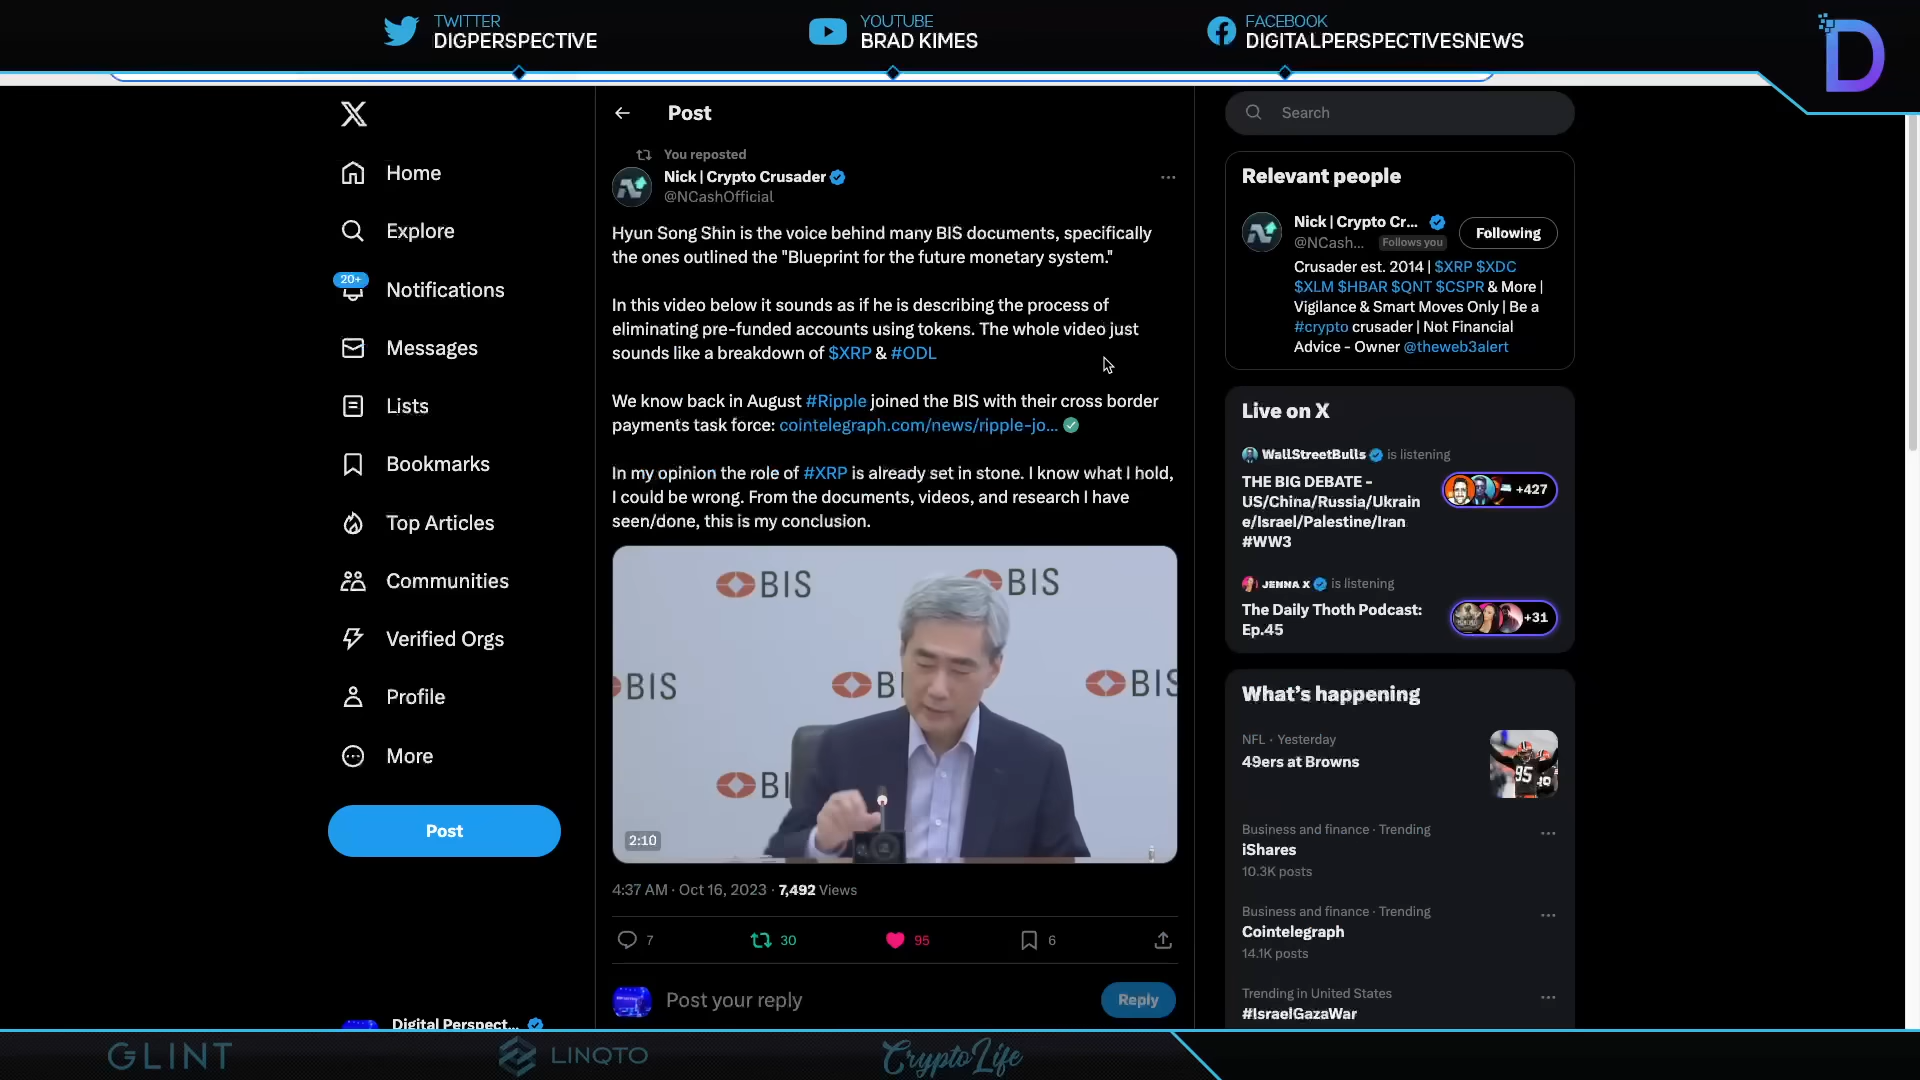 TWITTER
DIGPERSPECTIVE
YOUTUBE
BRAD KIMES
FACEBOOK
DIGITALPERSPECTIVESNEWS
D
Home
Explore
20+
Notifications
Messages
Lists
Bookmarks
Top Articles
Communities
Verified Orgs
Profile
More
Post
Digital Perspect...
Post
You reposted
Nick | Crypto Crusader
@NCashOfficial
Hyun Song Shin is the voice behind many BIS documents, specifically
the ones outlined the "Blueprint for the future monetary system."
In this video below it sounds as if he is describing the process of
eliminating pre-funded accounts using tokens. The whole video just
sounds like a breakdown of $XRP & #ODL
We know back in August #Ripple joined the BIS with their cross border
payments task force: cointelegraph.com/news/ripple-jo...
In my opinion the role of #XRP is already set in stone. I know what I hold,
I could be wrong. From the documents, videos, and research I have
seen/done, this is my conclusion.
BIS
BIS
BIS
BI
BIS
BI
2:10
4:37 AM · Oct 16, 2023 · 7,492 Views
7
30
95
6
Post your reply
Reply
Search
Relevant people
Nick | Crypto Cr...
@NCash... Follows you
Following
Crusader est. 2014 | $XRP $XDC
$XLM $HBAR $QNT $CSPR & More |
Vigilance & Smart Moves Only | Be a
#crypto crusader | Not Financial
Advice - Owner @theweb3alert
Live on X
WallStreetBulls is listening
THE BIG DEBATE -
US/China/Russia/Ukrain
e/Israel/Palestine/Iran
#WW3
+427
JENNA X is listening
The Daily Thoth Podcast:
Ep.45
+31
What's happening
NFL · Yesterday
49ers at Browns
Business and finance · Trending
iShares
10.3K posts
Business and finance · Trending
Cointelegraph
14.1K posts
Trending in United States
#IsraelGazaWar
GLINT
LINQTO
CryptoLife